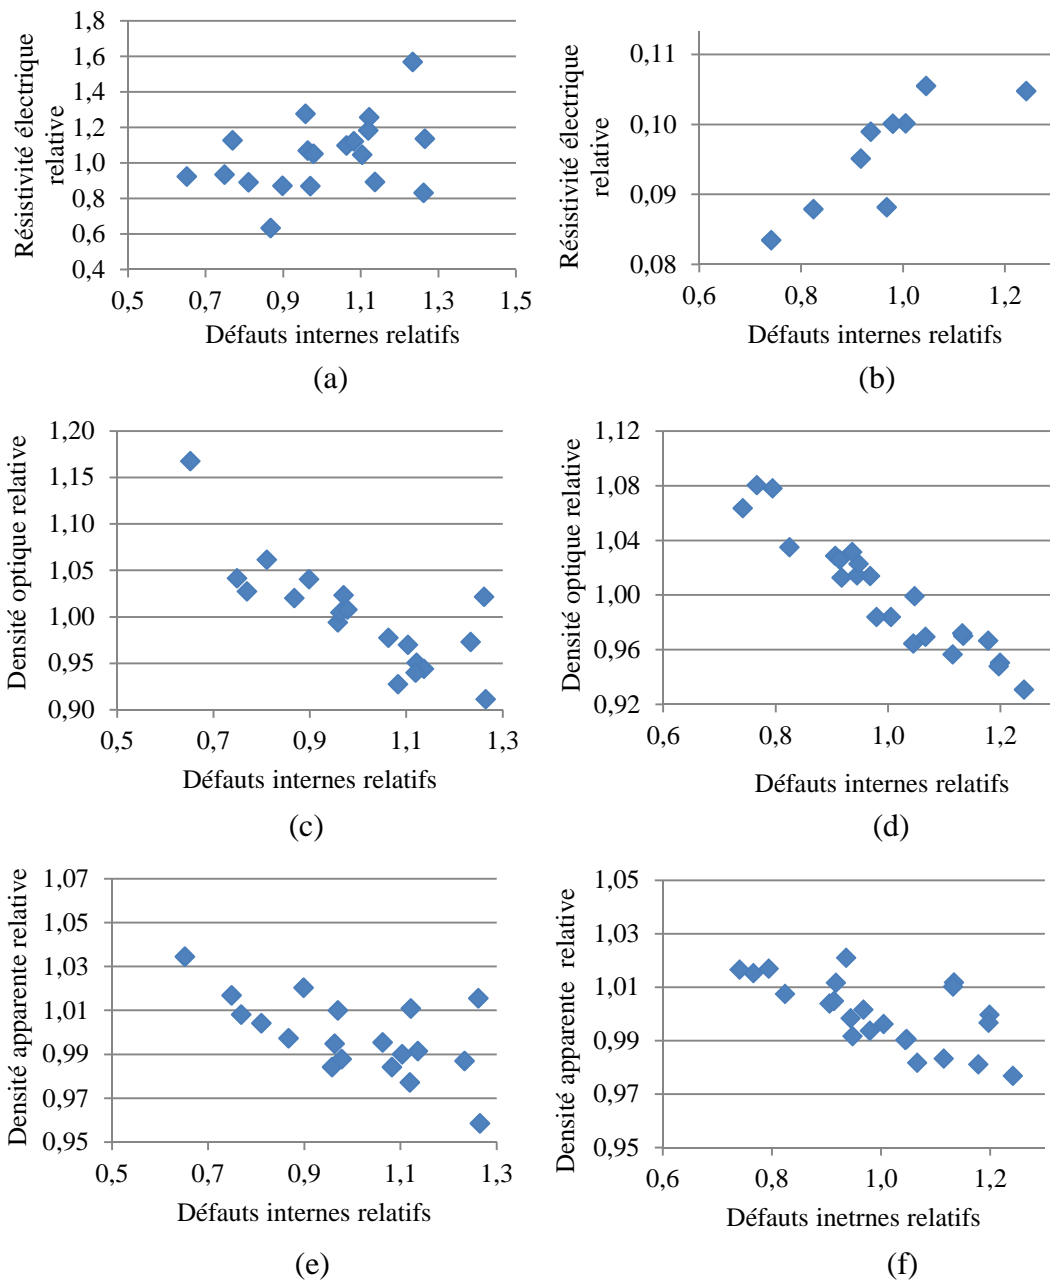 Résistivité électrique
relative
1,8
1,6
1,4
1,2
1,0
0,8
0,6
0,4
0,5 0,7 0,9 1,1 1,3 1,5
Défauts internes relatifs
(a)
Résistivité électrique
relative
0,11
0,10
0,09
0,08
0,6 0,8 1,0 1,2
Défauts internes relatifs
(b)
Densité optique relative
1,20
1,15
1,10
1,05
1,00
0,95
0,90
0,5 0,7 0,9 1,1 1,3
Défauts internes relatifs
(c)
Densité optique relative
1,12
1,08
1,04
1,00
0,96
0,92
0,6 0,8 1,0 1,2
Défauts internes relatifs
(d)
Densité apparente relative
1,07
1,05
1,03
1,01
0,99
0,97
0,95
0,5 0,7 0,9 1,1 1,3
Défauts internes relatifs
(e)
Densité apparente relative
1,05
1,03
1,01
0,99
0,97
0,95
0,6 0,8 1,0 1,2
Défauts inetrnes relatifs
(f)